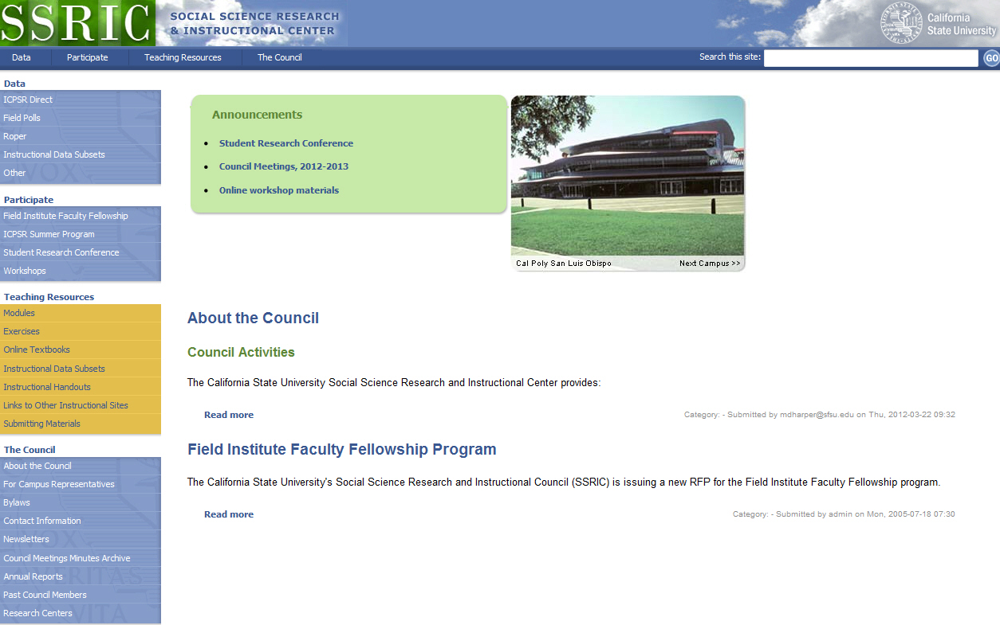 SSRIC
SOCIAL SCIENCE RESEARCH
& INSTRUCTIONAL CENTER
California
State University
Data
Participate
Teaching Resources
The Council
Search this site:
GO
Data
ICPSR Direct
Field Polls
Roper
Instructional Data Subsets
Other
Participate
Field Institute Faculty Fellowship
ICPSR Summer Program
Student Research Conference
Workshops
Teaching Resources
Modules
Exercises
Online Textbooks
Instructional Data Subsets
Instructional Handouts
Links to Other Instructional Sites
Submitting Materials
The Council
About the Council
For Campus Representatives
Bylaws
Contact Information
Newsletters
Council Meetings Minutes Archive
Annual Reports
Past Council Members
Research Centers
Announcements
Student Research Conference
Council Meetings, 2012-2013
Online workshop materials
Cal Poly San Luis Obispo
Next Campus >>
About the Council
Council Activities
The California State University Social Science Research and Instructional Center provides:
Read more
Category: - Submitted by mdharper@sfsu.edu on Thu, 2012-03-22 09:32
Field Institute Faculty Fellowship Program
The California State University's Social Science Research and Instructional Council (SSRIC) is issuing a new RFP for the Field Institute Faculty Fellowship program.
Read more
Category: - Submitted by admin on Mon, 2005-07-18 07:30